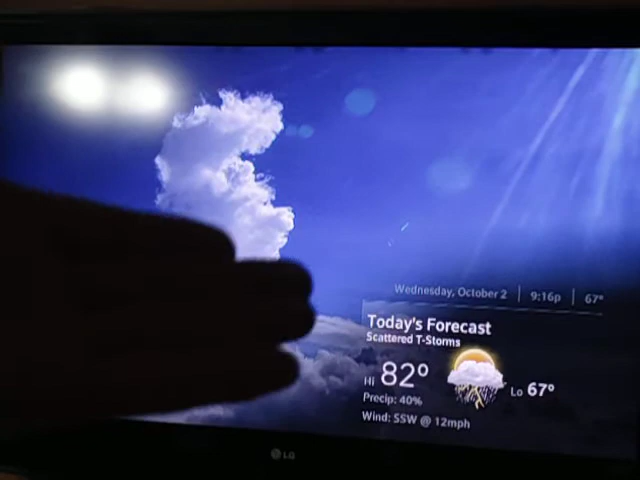 Wednesday, October 2 | 9:16p | 67°
Today's Forecast
Scattered T-Storms
Hi 82° Lo 67°
Precip: 40%
Wind: SSW @ 12mph
LG